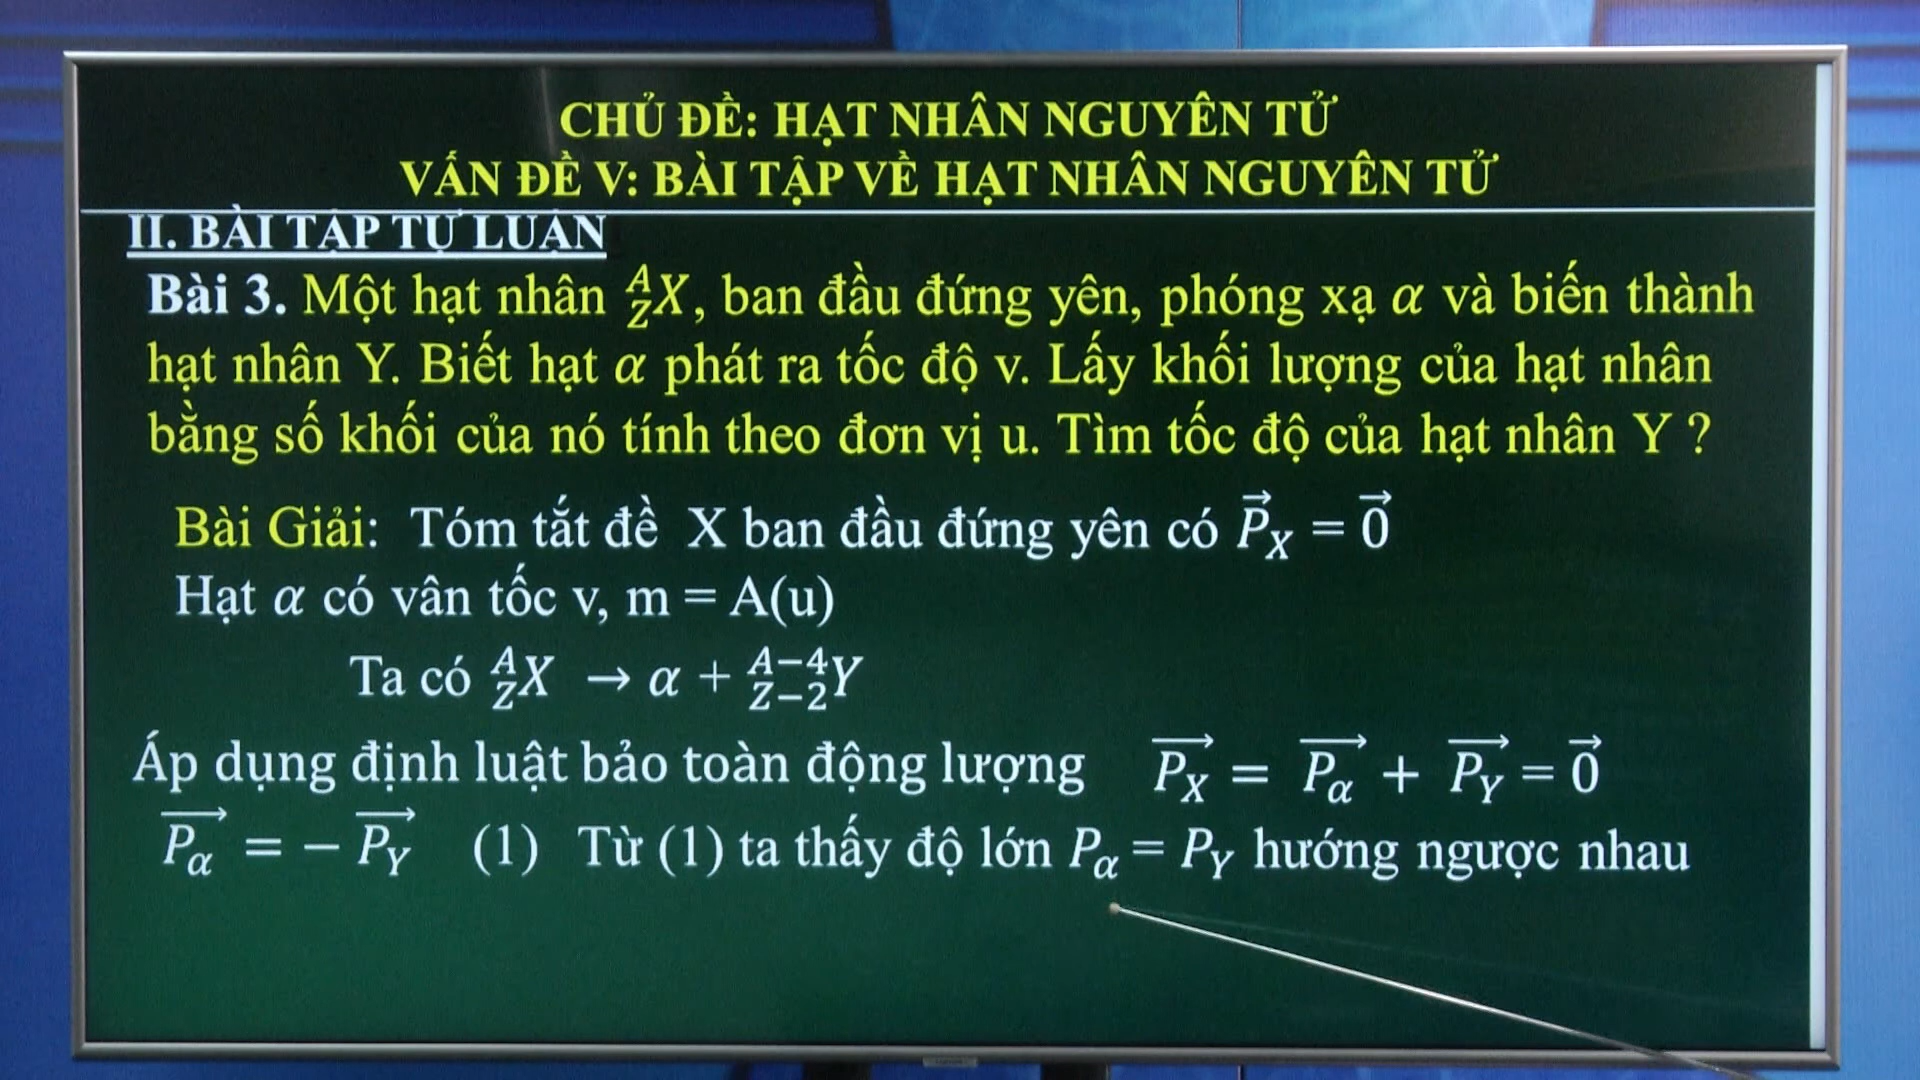 CHỦ ĐỀ: HẠT NHÂN NGUYÊN TỬ
VẤN ĐỀ V: BÀI TẬP VỀ HẠT NHÂN NGUYÊN TỬ
II. BÀI TẬP TỰ LUẬN
Bài 3. Một hạt nhân $^{A}_{Z}X$, ban đầu đứng yên, phóng xạ α và biến thành
hạt nhân Y. Biết hạt α phát ra tốc độ v. Lấy khối lượng của hạt nhân
bằng số khối của nó tính theo đơn vị u. Tìm tốc độ của hạt nhân Y ?
Bài Giải: Tóm tắt đề X ban đầu đứng yên có $\vec{P}_X = \vec{0}$
Hạt α có vân tốc v, m = A(u)
Ta có $^{A}_{Z}X \rightarrow \alpha + ^{A-4}_{Z-2}Y$
Áp dụng định luật bảo toàn động lượng $\overrightarrow{P_X} = \overrightarrow{P_\alpha} + \overrightarrow{P_Y} = \vec{0}$
$\overrightarrow{P_\alpha} = -\overrightarrow{P_Y}$ (1) Từ (1) ta thấy độ lớn $P_\alpha = P_Y$ hướng ngược nhau